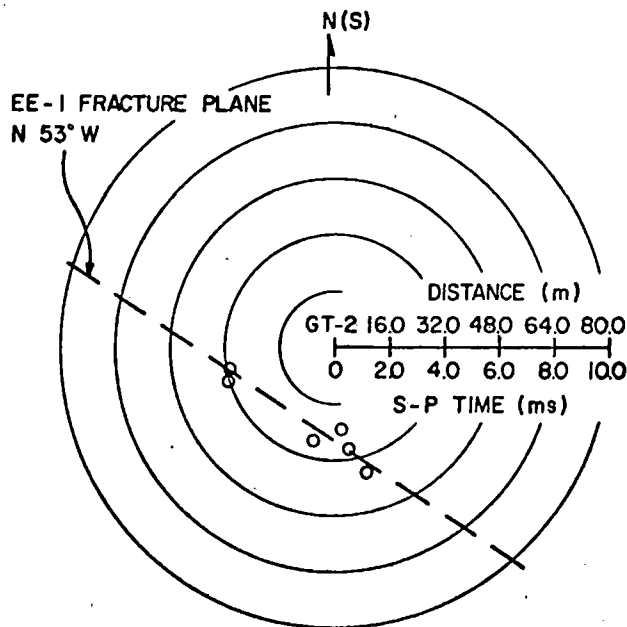 N(S)
EE-1 FRACTURE PLANE
N 53° W
DISTANCE (m)
GT-2 16.0 32.0 48.0 64.0 80.0
0 2.0 4.0 6.0 8.0 10.0
S-P TIME (ms)